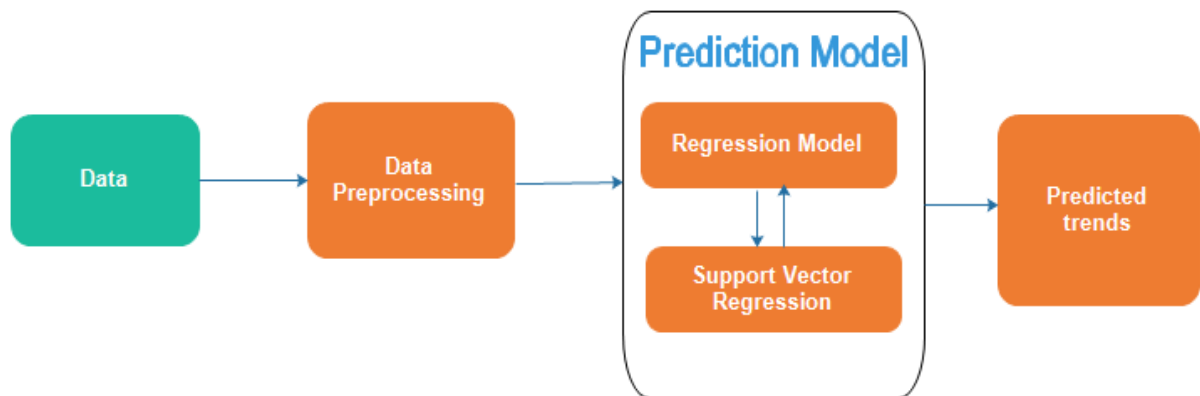 Prediction Model
Data
Data
Preprocessing
Regression Model
Support Vector
Regression
Predicted
trends